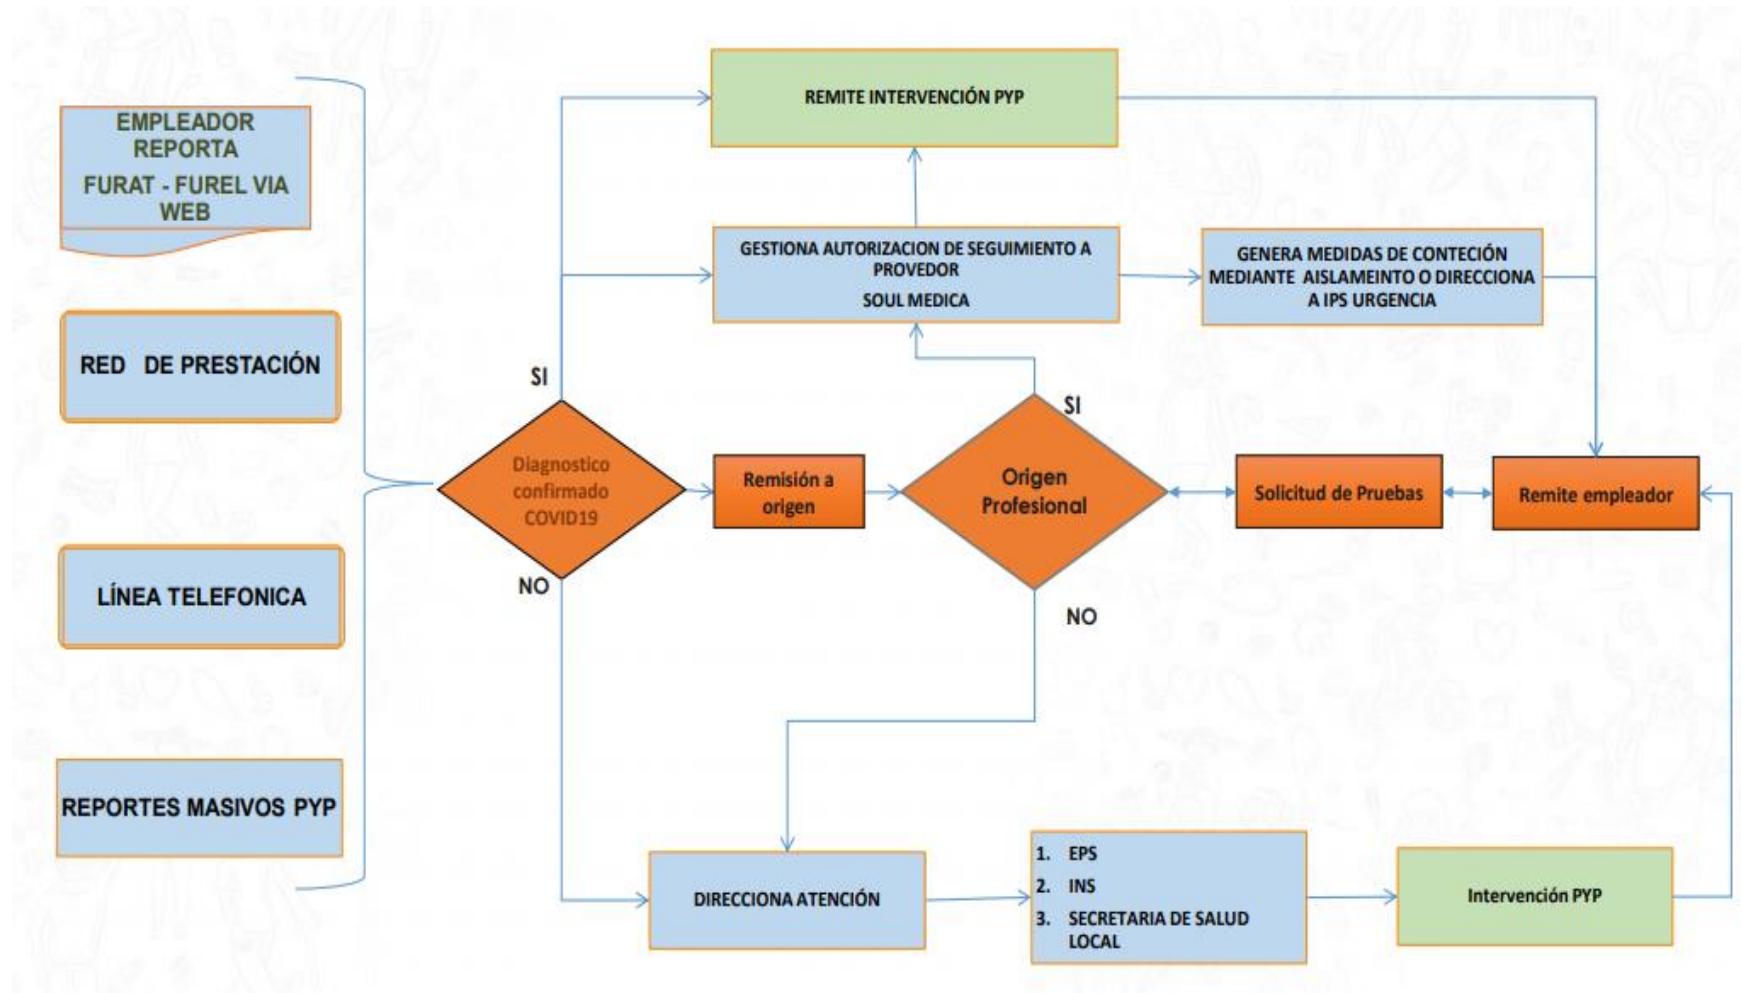 EMPLEADOR
REPORTA
FURAT - FUREL VIA
WEB
RED DE PRESTACIÓN
LÍNEA TELEFONICA
REPORTES MASIVOS PYP
SI
Diagnostico
confirmado
COVID19
NO
REMITE INTERVENCIÓN PYP
GESTIONA AUTORIZACION DE SEGUIMIENTO A
PROVEDOR
SOUL MEDICA
GENERA MEDIDAS DE CONTECIÓN
MEDIANTE AISLAMEINTO O DIRECCIONA
A IPS URGENCIA
Remisión a
origen
SI
Origen
Profesional
NO
Solicitud de Pruebas
Remite empleador
DIRECCIONA ATENCIÓN
1. EPS
2. INS
3. SECRETARIA DE SALUD
LOCAL
Intervención PYP